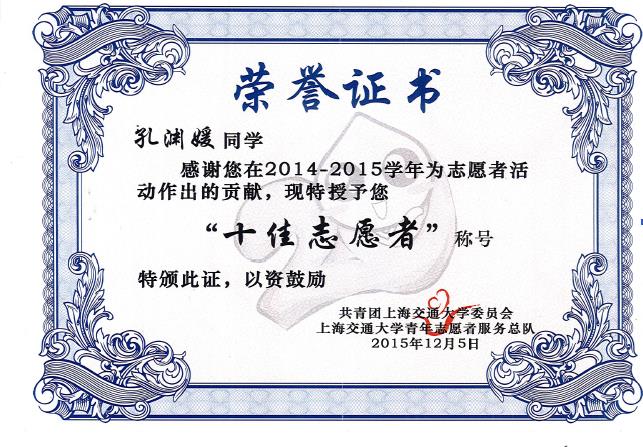 荣誉证书
孔渊媛同学
感谢您在2014-2015学年为志愿者活
动作出的贡献，现特授予您
“十佳志愿者”称号
特颁此证，以资鼓励
共青团上海交通大学委员会
上海交通大学青年志愿者服务总队
2015年12月5日